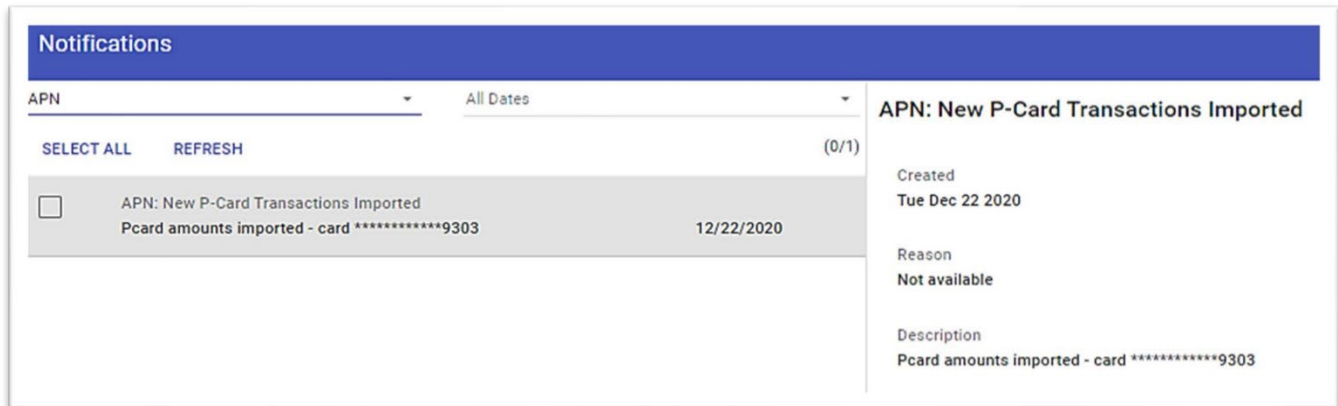 Notifications
APN
All Dates
SELECT ALL REFRESH (0/1)
APN: New P-Card Transactions Imported
Pcard amounts imported - card ************9303 12/22/2020
APN: New P-Card Transactions Imported
Created
Tue Dec 22 2020
Reason
Not available
Description
Pcard amounts imported - card ************9303